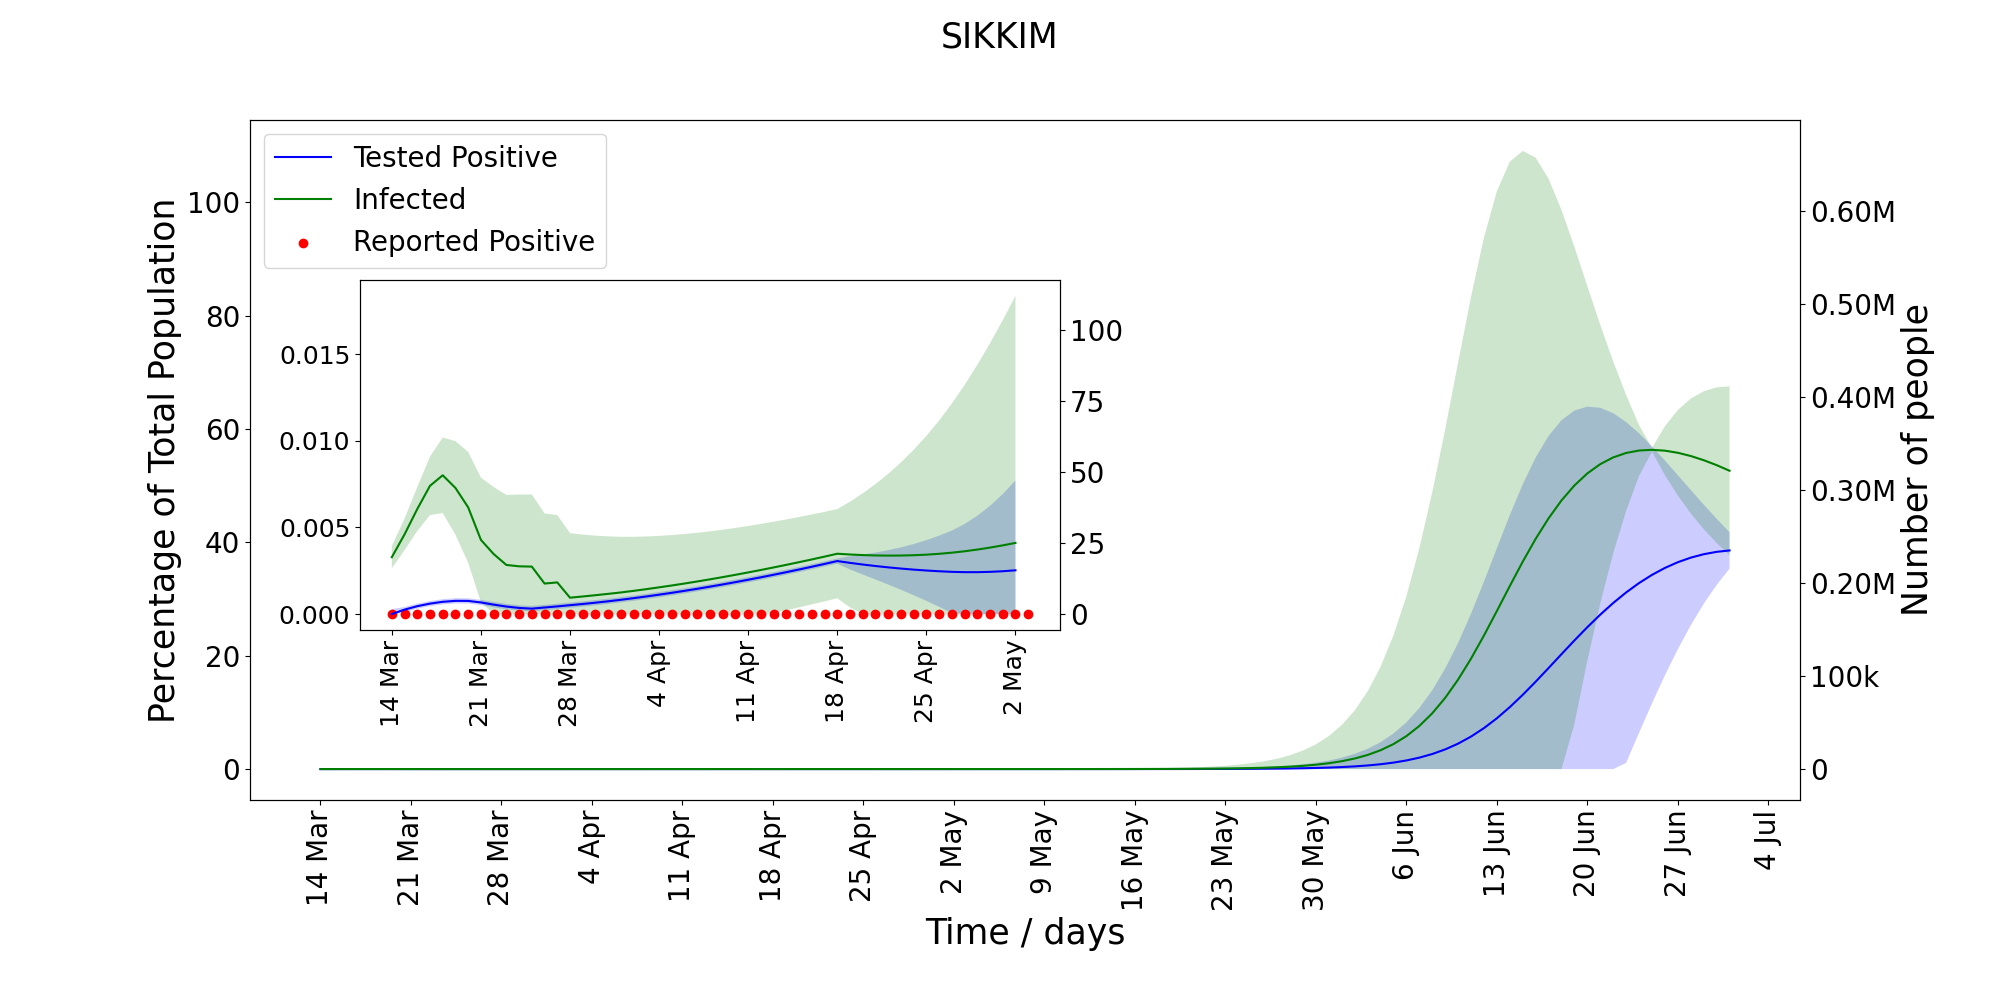 SIKKIM
Tested Positive
Infected
Reported Positive
Percentage of Total Population
100
80
60
40
20
0
0.60M
0.50M
0.40M
0.30M
0.20M
100k
0
Number of people
0.015
0.010
0.005
0.000
100
75
50
25
0
14 Mar
21 Mar
28 Mar
4 Apr
11 Apr
18 Apr
25 Apr
2 May
14 Mar
21 Mar
28 Mar
4 Apr
11 Apr
18 Apr
25 Apr
2 May
9 May
16 May
23 May
30 May
6 Jun
13 Jun
20 Jun
27 Jun
4 Jul
Time / days